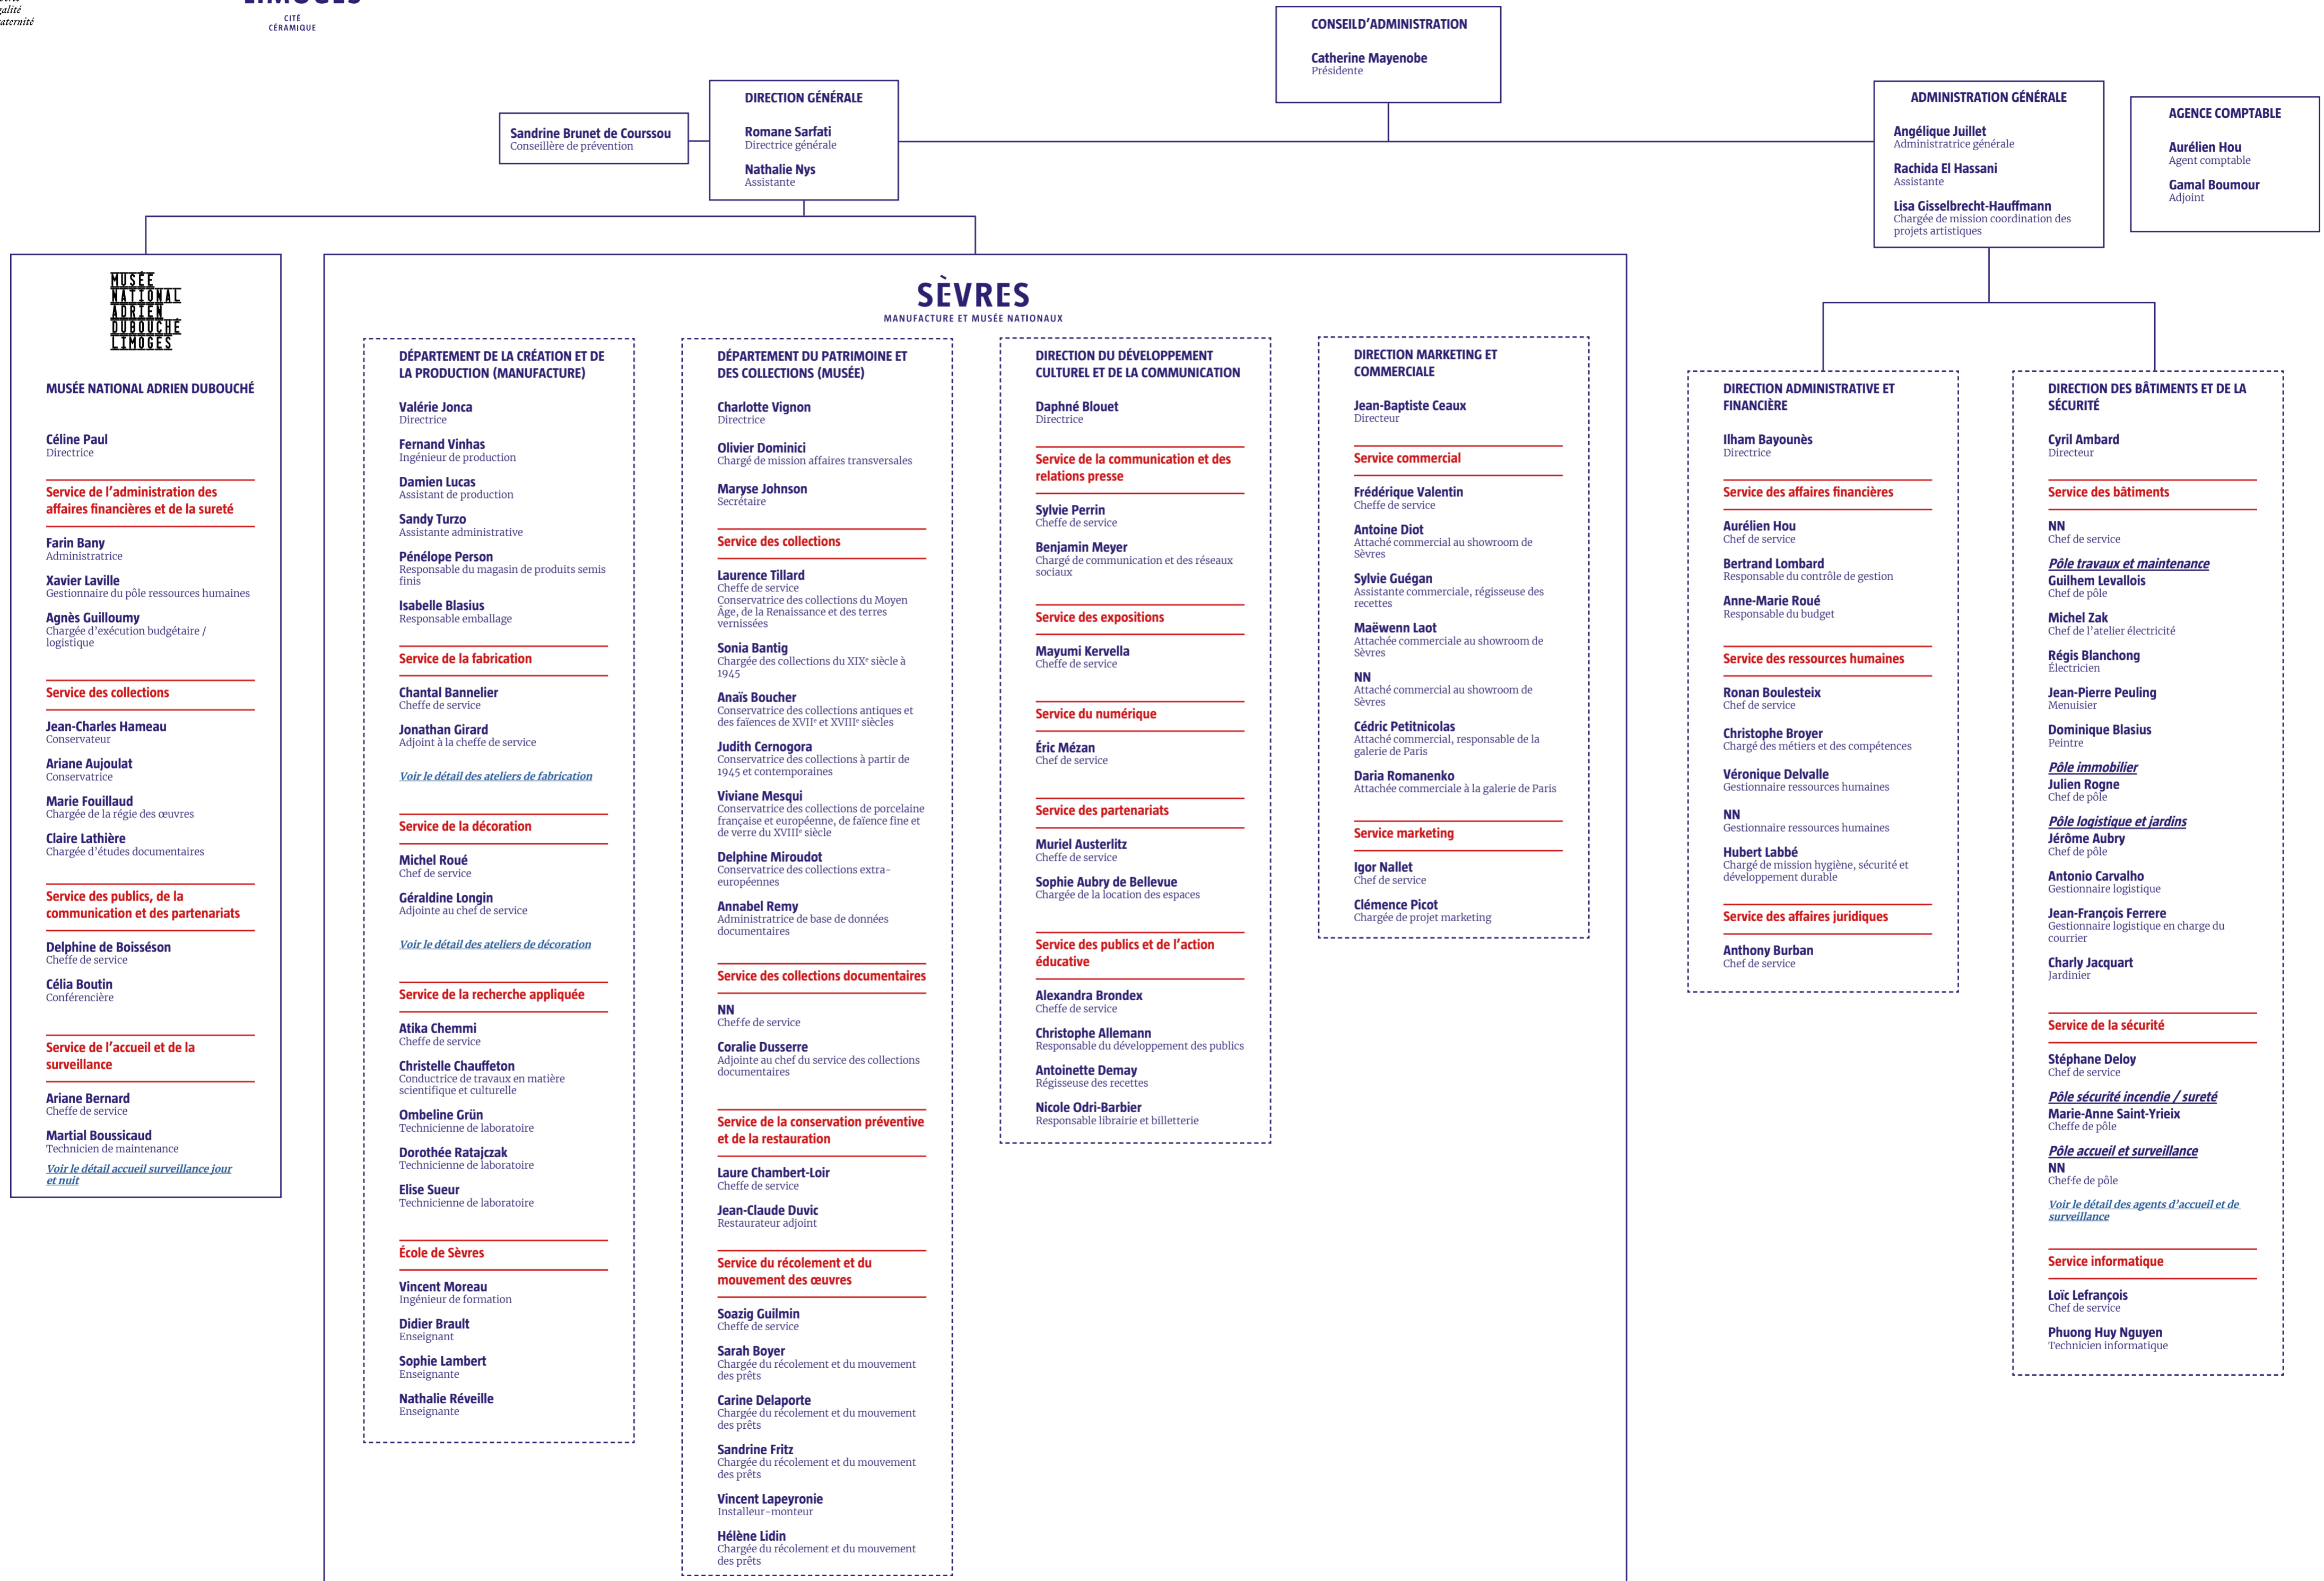 LIMOGES
CITÉ
CÉRAMIQUE
CONSEIL D'ADMINISTRATION
Catherine Mayenobe
Présidente
DIRECTION GÉNÉRALE
Romane Sarfati
Directrice générale
Nathalie Nys
Assistante
Sandrine Brunet de Courssou
Conseillère de prévention
ADMINISTRATION GÉNÉRALE
Angélique Juillet
Administratrice générale
Rachida El Hassani
Assistante
Lisa Gisselbrecht-Hauffmann
Chargée de mission coordination des
projets artistiques
AGENCE COMPTABLE
Aurélien Hou
Agent comptable
Gamal Boumour
Adjoint
MUSÉE
NATIONAL
ADRIEN
DUBOUCHÉ
LIMOGES
MUSÉE NATIONAL ADRIEN DUBOUCHÉ
Céline Paul
Directrice
Service de l'administration des
affaires financières et de la sureté
Farin Bany
Administratrice
Xavier Laville
Gestionnaire du pôle ressources humaines
Agnès Guilloumy
Chargée d'exécution budgétaire /
logistique
Service des collections
Jean-Charles Hameau
Conservateur
Ariane Aujoulat
Conservatrice
Marie Fouillaud
Chargée de la régie des œuvres
Claire Lathière
Chargée d'études documentaires
Service des publics, de la
communication et des partenariats
Delphine de Boisséson
Cheffe de service
Célia Boutin
Conférencière
Service de l'accueil et de la
surveillance
Ariane Bernard
Cheffe de service
Martial Boussicaud
Technicien de maintenance
Voir le détail accueil surveillance jour
et nuit
SÈVRES
MANUFACTURE ET MUSÉE NATIONAUX
DÉPARTEMENT DE LA CRÉATION ET DE
LA PRODUCTION (MANUFACTURE)
Valérie Jonca
Directrice
Fernand Vinhas
Ingénieur de production
Damien Lucas
Assistant de production
Sandy Turzo
Assistante administrative
Pénélope Person
Responsable du magasin de produits semis
finis
Isabelle Blasius
Responsable emballage
Service de la fabrication
Chantal Bannelier
Cheffe de service
Jonathan Girard
Adjoint à la cheffe de service
Voir le détail des ateliers de fabrication
Service de la décoration
Michel Roué
Chef de service
Géraldine Longin
Adjointe au chef de service
Voir le détail des ateliers de décoration
Service de la recherche appliquée
Atika Chemmi
Cheffe de service
Christelle Chauffeton
Conductrice de travaux en matière
scientifique et culturelle
Ombeline Grün
Technicienne de laboratoire
Dorothée Ratajczak
Technicienne de laboratoire
Elise Sueur
Technicienne de laboratoire
École de Sèvres
Vincent Moreau
Ingénieur de formation
Didier Brault
Enseignant
Sophie Lambert
Enseignante
Nathalie Réveille
Enseignante
DÉPARTEMENT DU PATRIMOINE ET
DES COLLECTIONS (MUSÉE)
Charlotte Vignon
Directrice
Olivier Dominici
Chargé de mission affaires transversales
Maryse Johnson
Secrétaire
Service des collections
Laurence Tillard
Cheffe de service
Conservatrice des collections du Moyen
Âge, de la Renaissance et des terres
vernissées
Sonia Bantig
Chargée des collections du XIXe siècle à
1945
Anaïs Boucher
Conservatrice des collections antiques et
des faïences de XVIIe et XVIIIe siècles
Judith Cernogora
Conservatrice des collections à partir de
1945 et contemporaines
Viviane Mesqui
Conservatrice des collections de porcelaine
française et européenne, de faïence fine et
de verre du XVIIIe siècle
Delphine Miroudot
Conservatrice des collections extra-
européennes
Annabel Remy
Administratrice de base de données
documentaires
Service des collections documentaires
NN
Chef·fe de service
Coralie Dusserre
Adjointe au chef du service des collections
documentaires
Service de la conservation préventive
et de la restauration
Laure Chambert-Loir
Cheffe de service
Jean-Claude Duvic
Restaurateur adjoint
Service du récolement et du
mouvement des œuvres
Soazig Guilmin
Cheffe de service
Sarah Boyer
Chargée du récolement et du mouvement
des prêts
Carine Delaporte
Chargée du récolement et du mouvement
des prêts
Sandrine Fritz
Chargée du récolement et du mouvement
des prêts
Vincent Lapeyronie
Installeur-monteur
Hélène Lidin
Chargée du récolement et du mouvement
des prêts
DIRECTION DU DÉVELOPPEMENT
CULTUREL ET DE LA COMMUNICATION
Daphné Blouet
Directrice
Service de la communication et des
relations presse
Sylvie Perrin
Cheffe de service
Benjamin Meyer
Chargé de communication et des réseaux
sociaux
Service des expositions
Mayumi Kervella
Cheffe de service
Service du numérique
Éric Mézan
Chef de service
Service des partenariats
Muriel Austerlitz
Cheffe de service
Sophie Aubry de Bellevue
Chargée de la location des espaces
Service des publics et de l'action
éducative
Alexandra Brondex
Cheffe de service
Christophe Allemann
Responsable du développement des publics
Antoinette Demay
Régisseuse des recettes
Nicole Odri-Barbier
Responsable librairie et billetterie
DIRECTION MARKETING ET
COMMERCIALE
Jean-Baptiste Ceaux
Directeur
Service commercial
Frédérique Valentin
Cheffe de service
Antoine Diot
Attaché commercial au showroom de
Sèvres
Sylvie Guégan
Assistante commerciale, régisseuse des
recettes
Maëwenn Laot
Attachée commerciale au showroom de
Sèvres
NN
Attaché commercial au showroom de
Sèvres
Cédric Petitnicolas
Attaché commercial, responsable de la
galerie de Paris
Daria Romanenko
Attachée commerciale à la galerie de Paris
Service marketing
Igor Nallet
Chef de service
Clémence Picot
Chargée de projet marketing
DIRECTION ADMINISTRATIVE ET
FINANCIÈRE
Ilham Bayounès
Directrice
Service des affaires financières
Aurélien Hou
Chef de service
Bertrand Lombard
Responsable du contrôle de gestion
Anne-Marie Roué
Responsable du budget
Service des ressources humaines
Ronan Boulesteix
Chef de service
Christophe Broyer
Chargé des métiers et des compétences
Véronique Delvalle
Gestionnaire ressources humaines
NN
Gestionnaire ressources humaines
Hubert Labbé
Chargé de mission hygiène, sécurité et
développement durable
Service des affaires juridiques
Anthony Burban
Chef de service
DIRECTION DES BÂTIMENTS ET DE LA
SÉCURITÉ
Cyril Ambard
Directeur
Service des bâtiments
NN
Chef de service
Pôle travaux et maintenance
Guilhem Levallois
Chef de pôle
Michel Zak
Chef de l'atelier électricité
Régis Blanchong
Électricien
Jean-Pierre Peuling
Menuisier
Dominique Blasius
Peintre
Pôle immobilier
Julien Rogne
Chef de pôle
Pôle logistique et jardins
Jérôme Aubry
Chef de pôle
Antonio Carvalho
Gestionnaire logistique
Jean-François Ferrere
Gestionnaire logistique en charge du
courrier
Charly Jacquart
Jardinier
Service de la sécurité
Stéphane Deloy
Chef de service
Pôle sécurité incendie / sureté
Marie-Anne Saint-Yrieix
Cheffe de pôle
Pôle accueil et surveillance
NN
Chef·fe de pôle
Voir le détail des agents d'accueil et de
surveillance
Service informatique
Loïc Lefrançois
Chef de service
Phuong Huy Nguyen
Technicien informatique